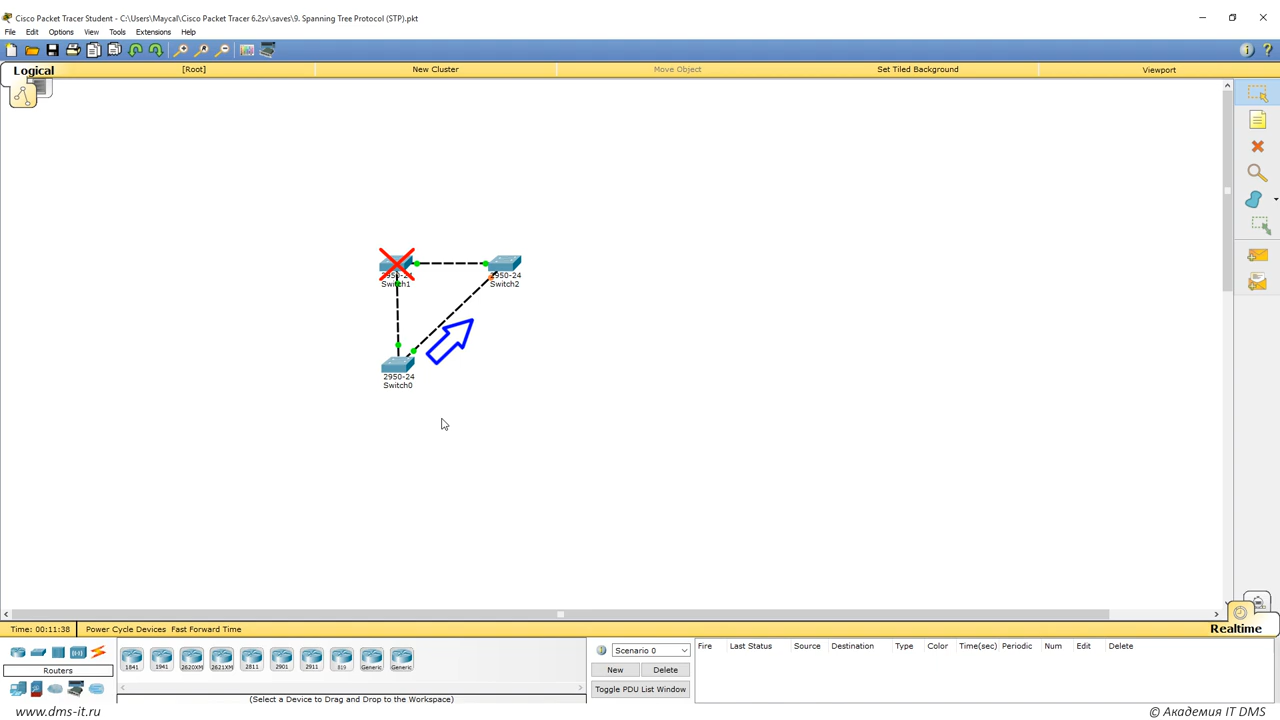 Cisco Packet Tracer Student - C:\Users\Maycal\Cisco Packet Tracer 6.2sv\saves\9. Spanning Tree Protocol (STP).pkt
File Edit Options View Tools Extensions Help
Logical [Root] New Cluster Move Object Set Tiled Background Viewport
2950-24 2950-24
Switch1 Switch2
2950-24
Switch0
Realtime
Time: 00:11:38 Power Cycle Devices Fast Forward Time
Routers
1841 1941 2620XM 2621XM 2811 2901 2911 819 Generic Generic
(Select a Device to Drag and Drop to the Workspace)
Scenario 0
New Delete
Toggle PDU List Window
Fire Last Status Source Destination Type Color Time(sec) Periodic Num Edit Delete
www.dms-it.ru © Академия IT DMS